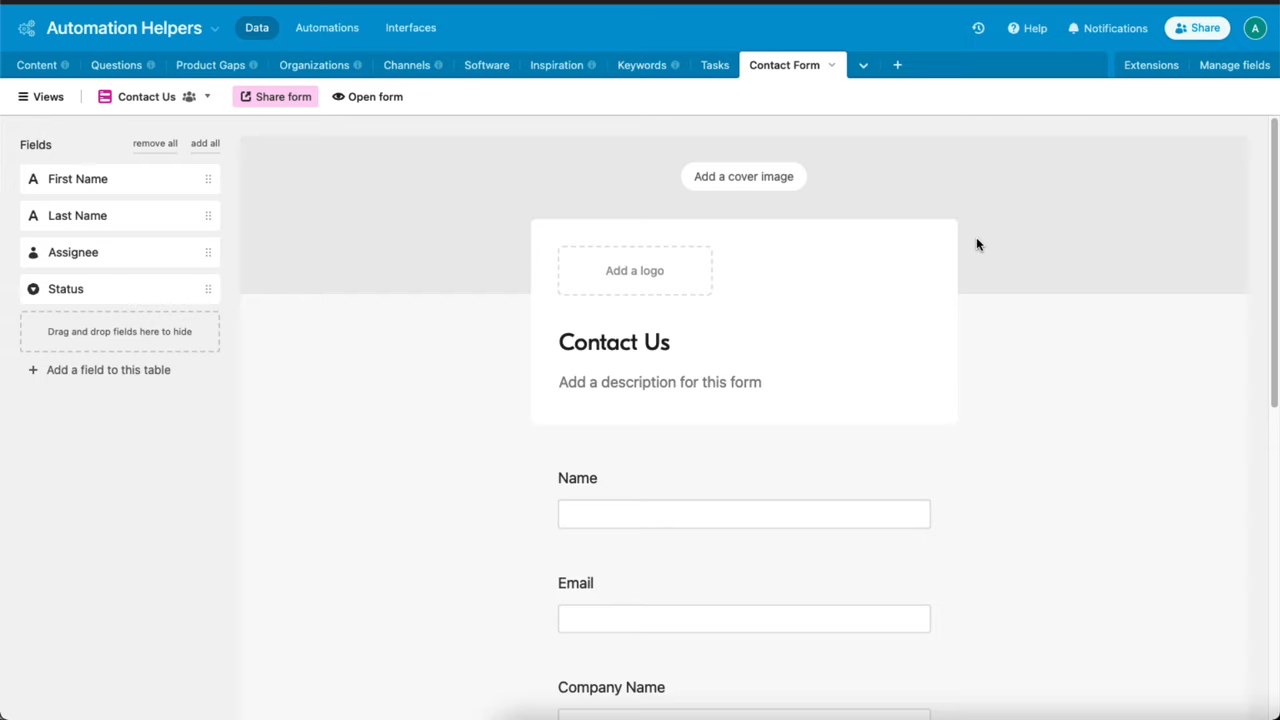 Automation Helpers
Data
Automations
Interfaces
Help
Notifications
Share
A
Content
Questions
Product Gaps
Organizations
Channels
Software
Inspiration
Keywords
Tasks
Contact Form
Extensions
Manage fields
Views
Contact Us
Share form
Open form
Fields
remove all
add all
A First Name
A Last Name
Assignee
Status
Drag and drop fields here to hide
+ Add a field to this table
Add a cover image
Add a logo
Contact Us
Add a description for this form
Name
Email
Company Name